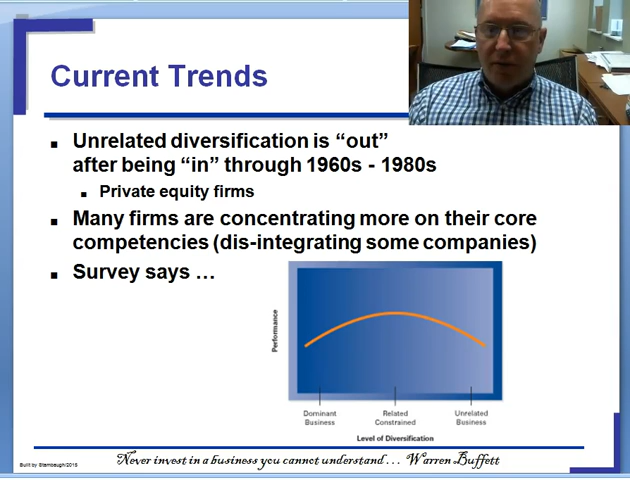 Current Trends
Unrelated diversification is “out”
after being “in” through 1960s - 1980s
Private equity firms
Many firms are concentrating more on their core
competencies (dis-integrating some companies)
Survey says …
Performance
Dominant
Business
Related
Constrained
Unrelated
Business
Level of Diversification
Built by Stambaugh/2015
Never invest in a business you cannot understand … Warren Buffett